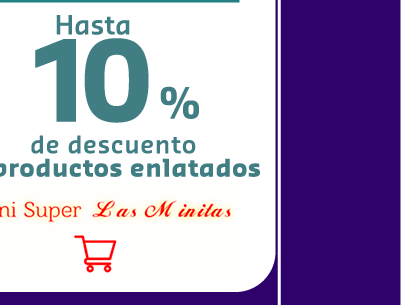 Hasta
10 %
de descuento
productos enlatados
ni Super Las Minitas